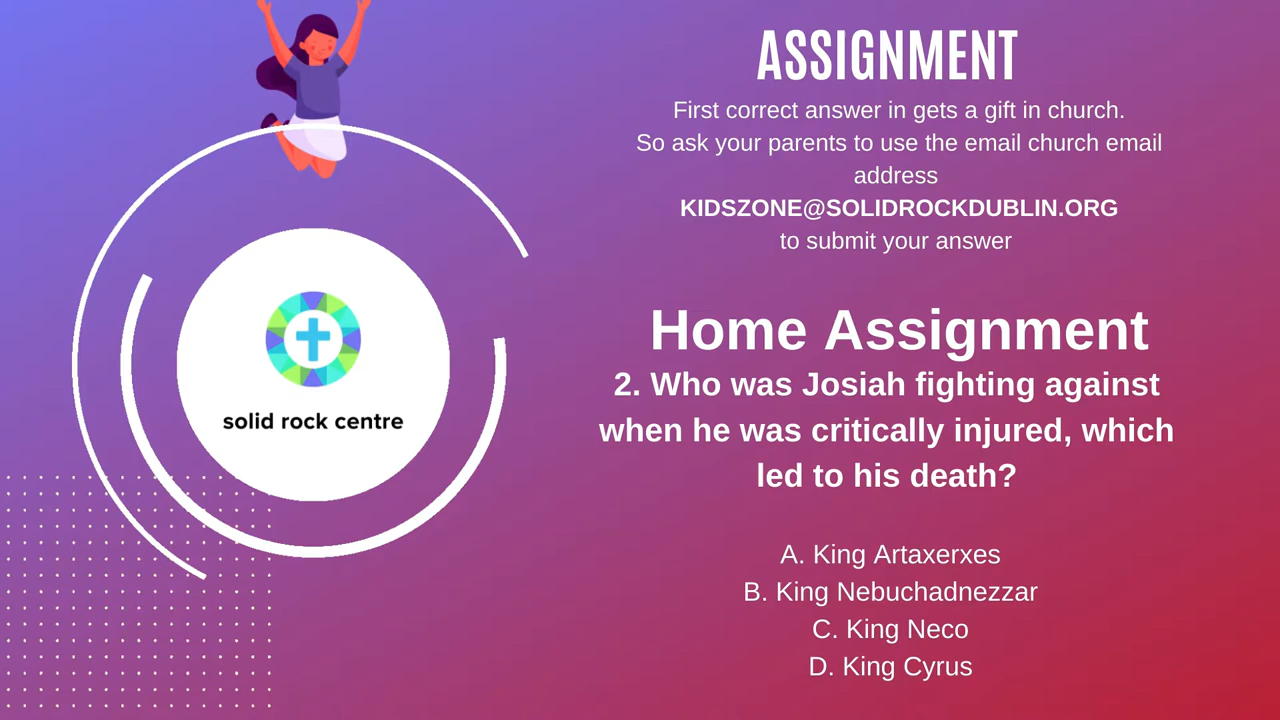 ASSIGNMENT
First correct answer in gets a gift in church.
So ask your parents to use the email church email
address
KIDSZONE@SOLIDROCKDUBLIN.ORG
to submit your answer
Home Assignment
2. Who was Josiah fighting against
when he was critically injured, which
led to his death?
A. King Artaxerxes
B. King Nebuchadnezzar
C. King Neco
D. King Cyrus
solid rock centre